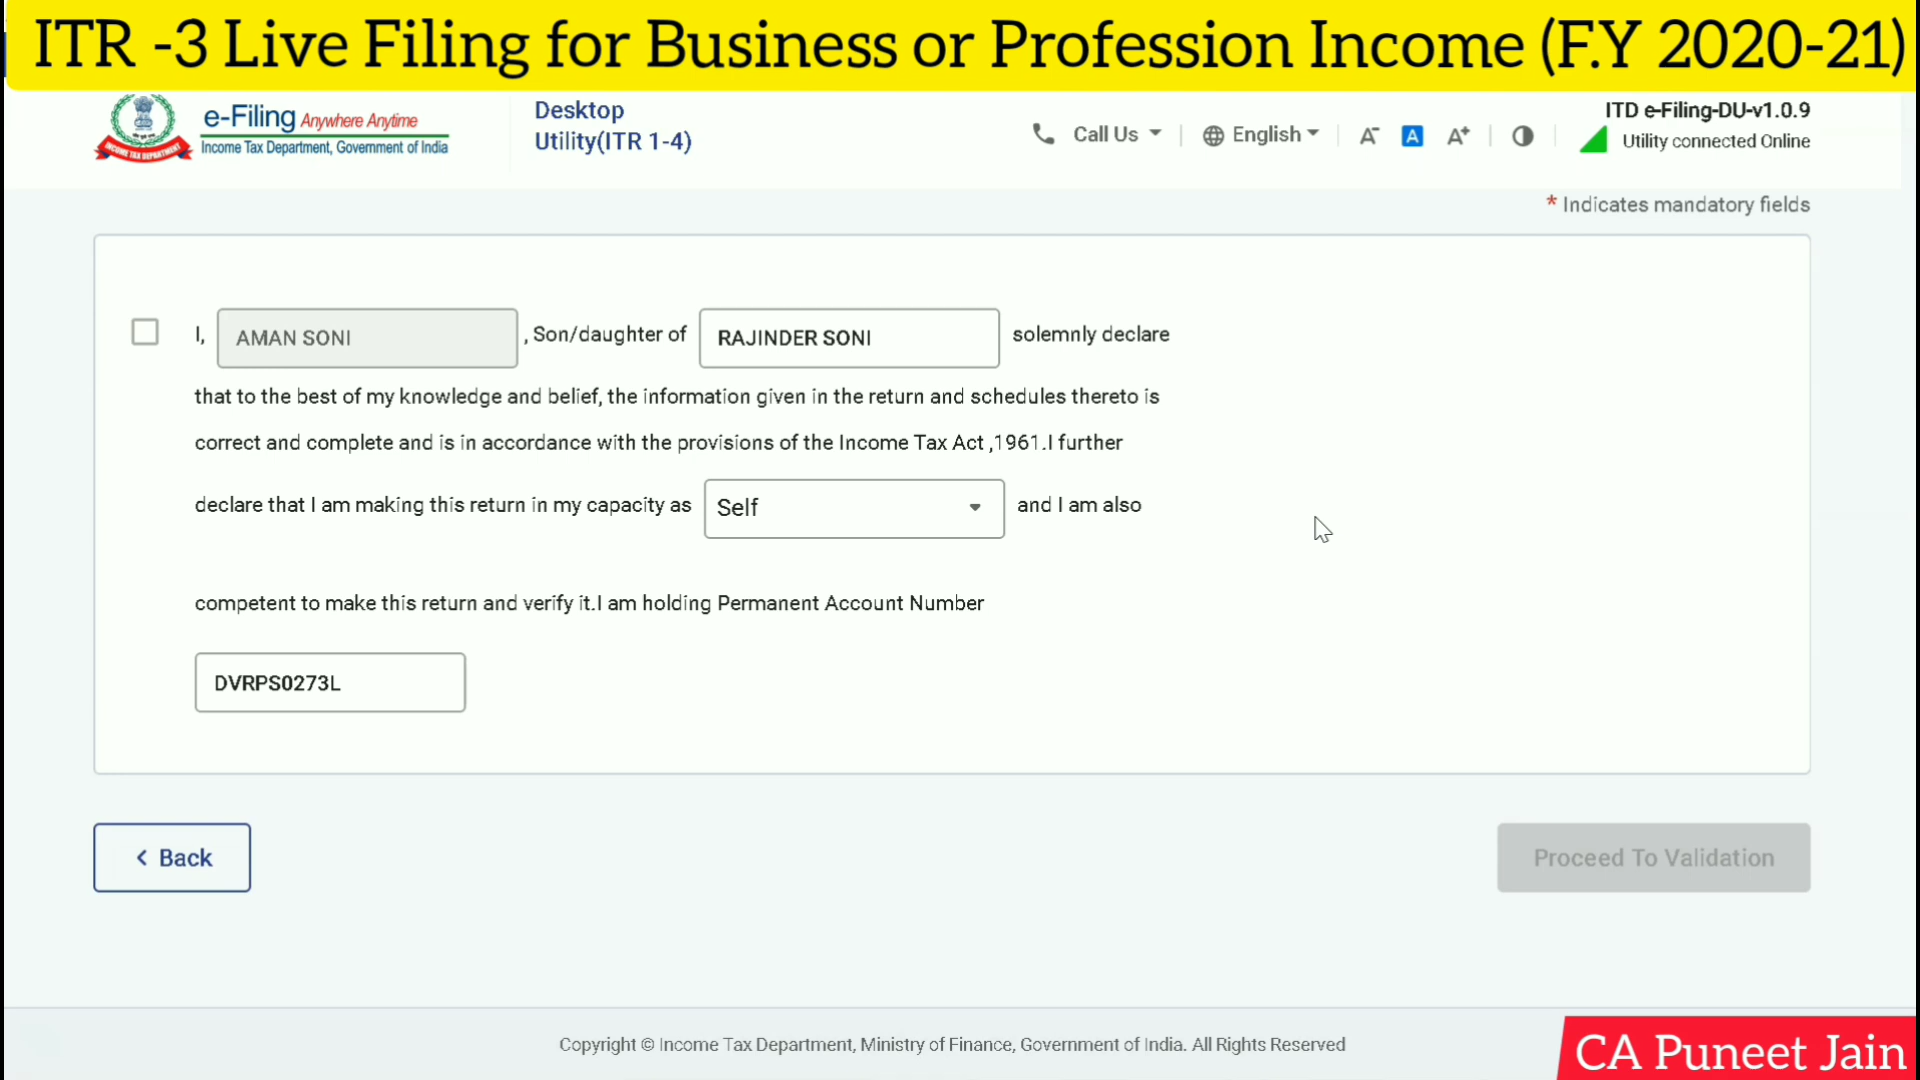 ITR -3 Live Filing for Business or Profession Income (F.Y 2020-21)
e-Filing Anywhere Anytime
Income Tax Department, Government of India
INCOME TAX DEPARTMENT
Desktop
Utility(ITR 1-4)
Call Us
English
A-
A
A+
ITD e-Filing-DU-v1.0.9
Utility connected Online
* Indicates mandatory fields
I, AMAN SONI , Son/daughter of RAJINDER SONI solemnly declare
that to the best of my knowledge and belief, the information given in the return and schedules thereto is
correct and complete and is in accordance with the provisions of the Income Tax Act ,1961.I further
declare that I am making this return in my capacity as Self and I am also
competent to make this return and verify it.I am holding Permanent Account Number
DVRPS0273L
< Back
Proceed To Validation
Copyright © Income Tax Department, Ministry of Finance, Government of India. All Rights Reserved
CA Puneet Jain